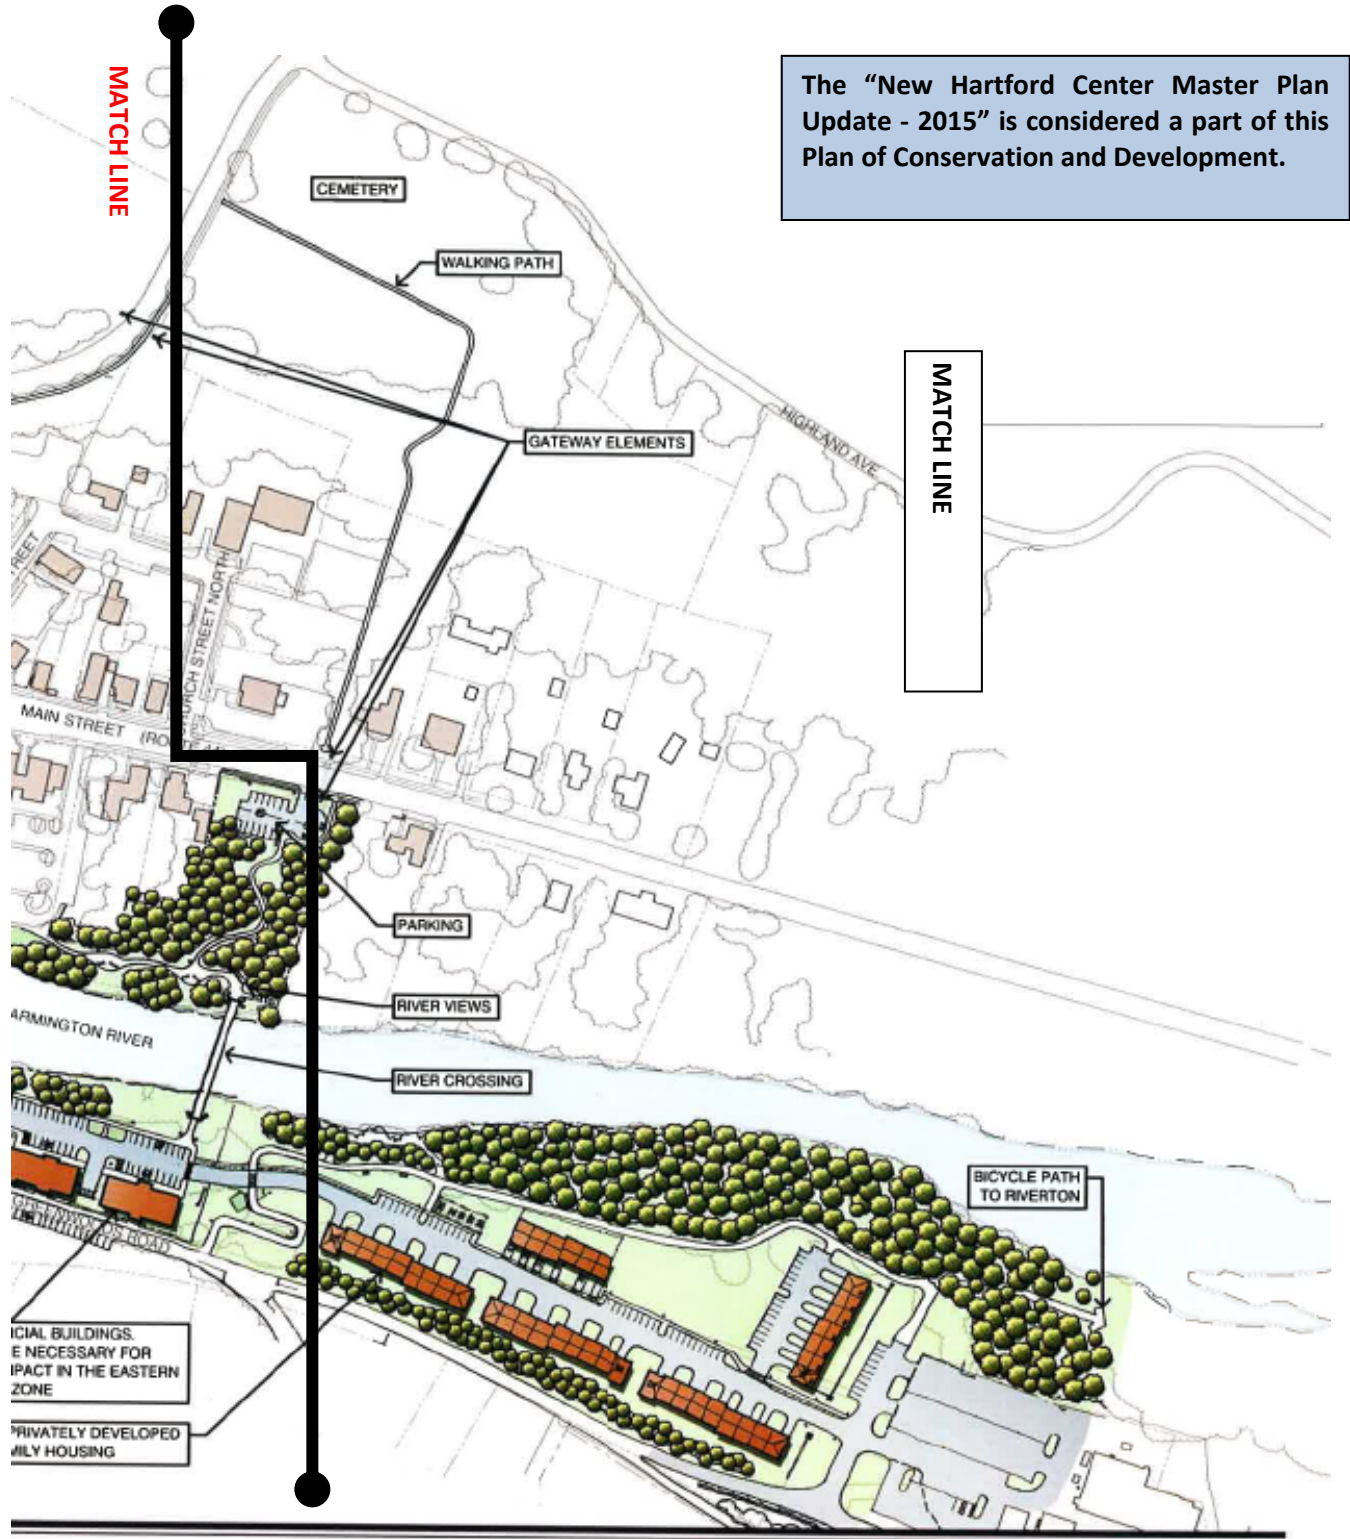 MATCH LINE
The “New Hartford Center Master Plan
Update - 2015” is considered a part of this
Plan of Conservation and Development.
CEMETERY
WALKING PATH
GATEWAY ELEMENTS
HIGHLAND AVE
MATCH LINE
REET
CHURCH STREET NORTH
MAIN STREET
PARKING
RIVER VIEWS
ARMINGTON RIVER
RIVER CROSSING
BICYCLE PATH
TO RIVERTON
ROAD
ICIAL BUILDINGS.
E NECESSARY FOR
IPACT IN THE EASTERN
ZONE
PRIVATELY DEVELOPED
MILY HOUSING